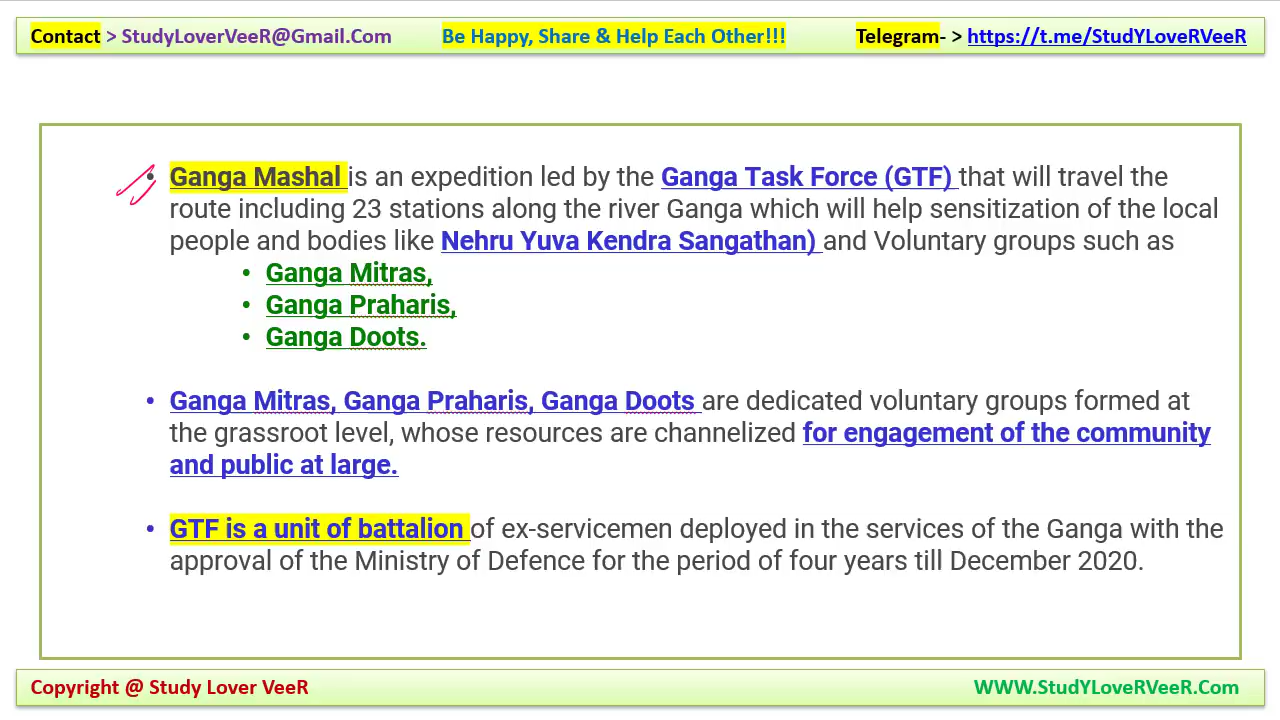 Contact > StudyLoverVeeR@Gmail.Com Be Happy, Share & Help Each Other!!! Telegram- > https://t.me/StudYLoveRVeeR
• Ganga Mashal is an expedition led by the Ganga Task Force (GTF) that will travel the
route including 23 stations along the river Ganga which will help sensitization of the local
people and bodies like Nehru Yuva Kendra Sangathan) and Voluntary groups such as
• Ganga Mitras,
• Ganga Praharis,
• Ganga Doots.
• Ganga Mitras, Ganga Praharis, Ganga Doots are dedicated voluntary groups formed at
the grassroot level, whose resources are channelized for engagement of the community
and public at large.
• GTF is a unit of battalion of ex-servicemen deployed in the services of the Ganga with the
approval of the Ministry of Defence for the period of four years till December 2020.
Copyright @ Study Lover VeeR WWW.StudYLoveRVeeR.Com